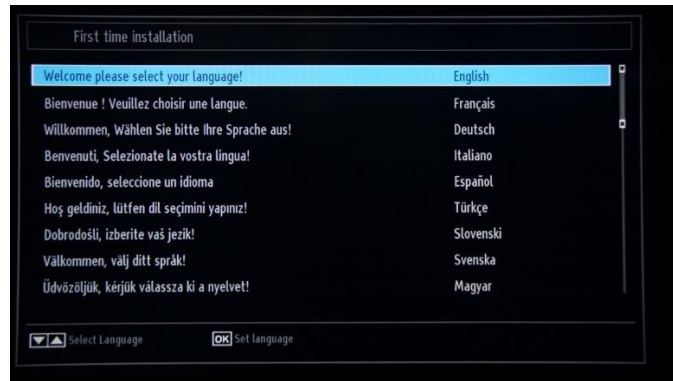 First time installation
Welcome please select your language! English
Bienvenue ! Veuillez choisir une langue. Français
Willkommen, Wählen Sie bitte Ihre Sprache aus! Deutsch
Benvenuti, Selezionate la vostra lingua! Italiano
Bienvenido, seleccione un idioma Español
Hoş geldiniz, lütfen dil seçimini yapınız! Türkçe
Dobrodošli, izberite vaš jezik! Slovenski
Välkommen, välj ditt språk! Svenska
Üdvözöljük, kérjük válassza ki a nyelvet! Magyar
Select Language OK Set language